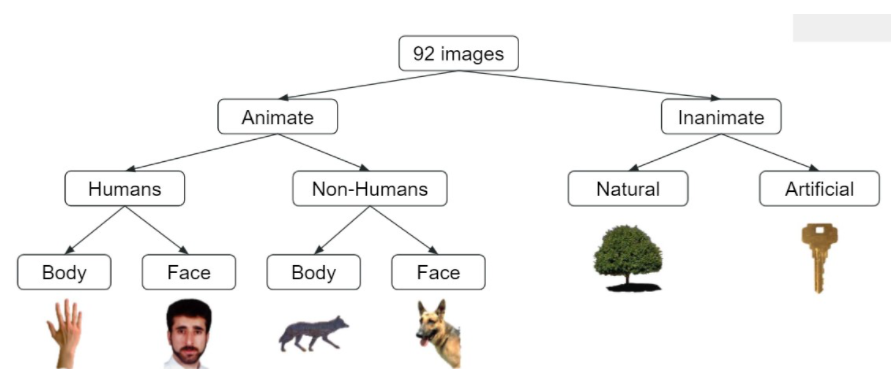 92 images
Animate
Inanimate
Humans
Non-Humans
Natural
Artificial
Body
Face
Body
Face